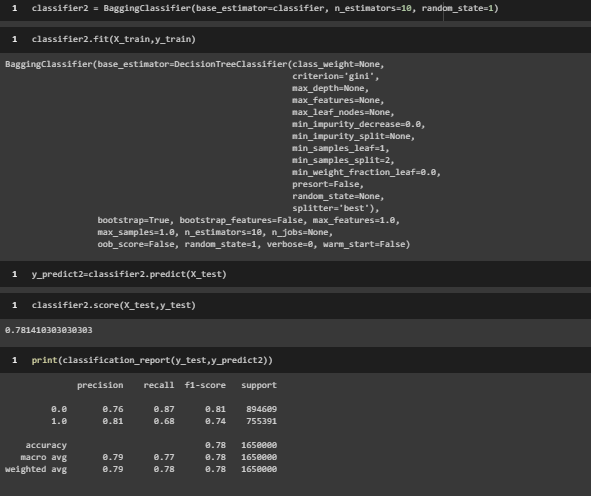 1 classifier2 = BaggingClassifier(base_estimator=classifier, n_estimators=10, random_state=1)
1 classifier2.fit(X_train,y_train)
BaggingClassifier(base_estimator=DecisionTreeClassifier(class_weight=None,
criterion='gini',
max_depth=None,
max_features=None,
max_leaf_nodes=None,
min_impurity_decrease=0.0,
min_impurity_split=None,
min_samples_leaf=1,
min_samples_split=2,
min_weight_fraction_leaf=0.0,
presort=False,
random_state=None,
splitter='best'),
bootstrap=True, bootstrap_features=False, max_features=1.0,
max_samples=1.0, n_estimators=10, n_jobs=None,
oob_score=False, random_state=1, verbose=0, warm_start=False)
1 y_predict2=classifier2.predict(X_test)
1 classifier2.score(X_test,y_test)
0.781410303030303
1 print(classification_report(y_test,y_predict2))
precision recall f1-score support
0.0 0.76 0.87 0.81 894609
1.0 0.81 0.68 0.74 755391
accuracy 0.78 1650000
macro avg 0.79 0.77 0.78 1650000
weighted avg 0.79 0.78 0.78 1650000